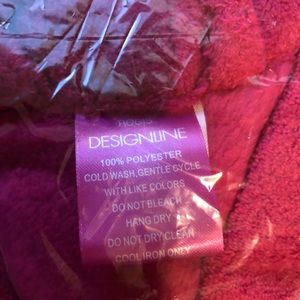 DESIGNLINE
100% POLYESTER
COLD WASH,GENTLE CYCLE
WITH LIKE COLORS
DO NOT BLEACH
HANG DRY
DO NOT DRY CLEAN
COOL IRON ONLY